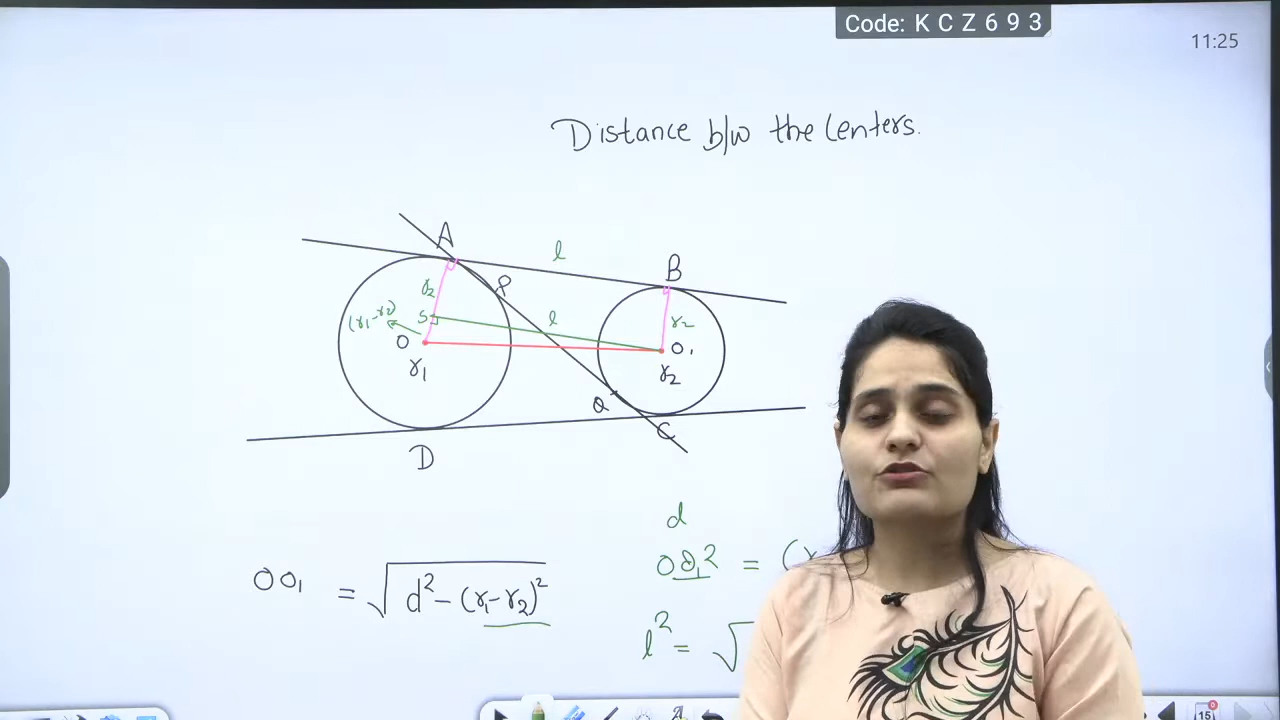 Code: K C Z 6 9 3
11:25
Distance b/w the Centers.
A
l
B
P
r2
(r1-r2)
S
l
r2
O
O1
r1
r2
Q
C
D
d
OO1 = √d² - (r1-r2)²
OO1² = (r
l² = √
15